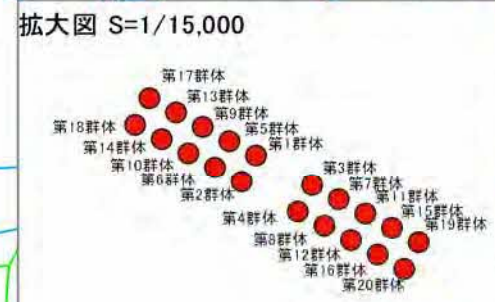 拡大図 S=1/15,000
第17群体
第13群体
第9群体
第5群体
第1群体
第18群体
第14群体
第10群体
第6群体
第2群体
第3群体
第7群体
第11群体
第15群体
第19群体
第4群体
第8群体
第12群体
第16群体
第20群体